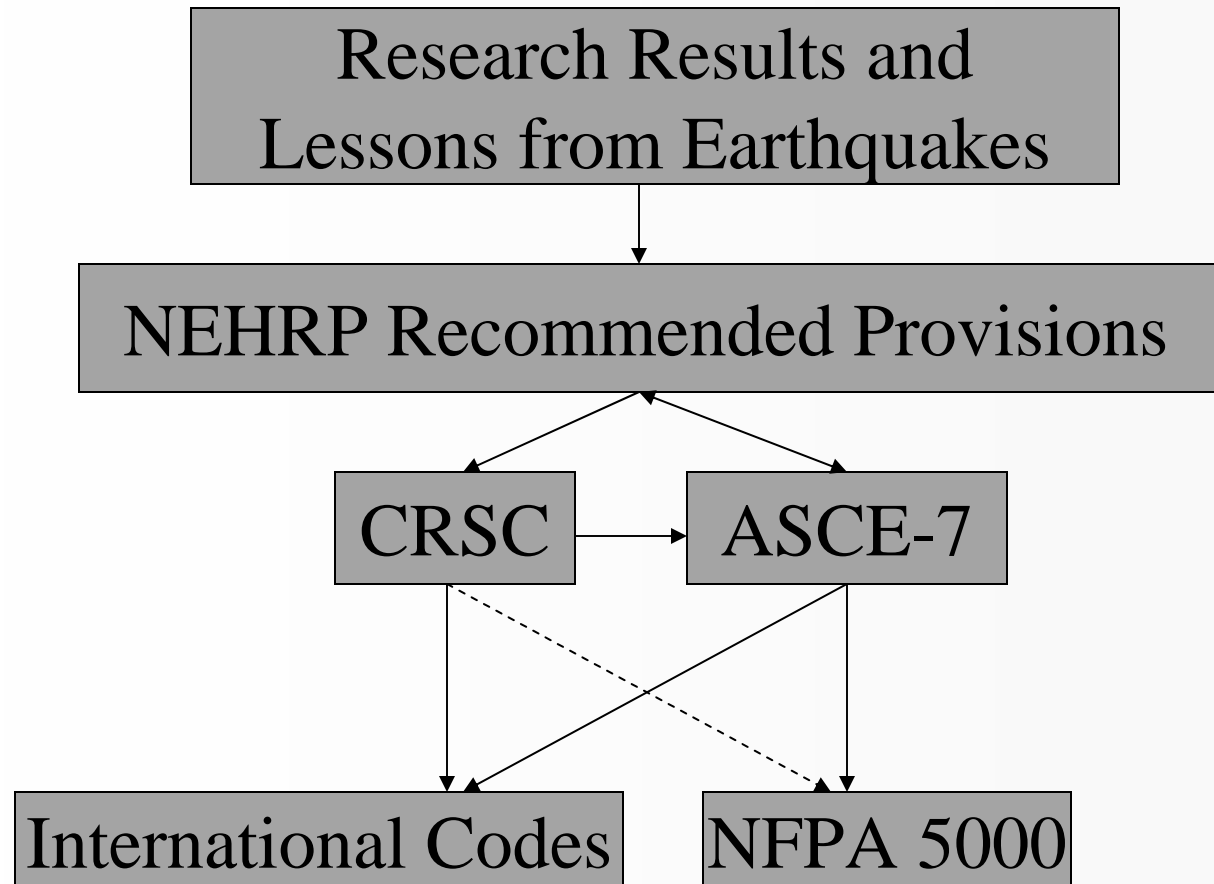 Research Results and
Lessons from Earthquakes
NEHRP Recommended Provisions
CRSC
ASCE-7
International Codes
NFPA 5000